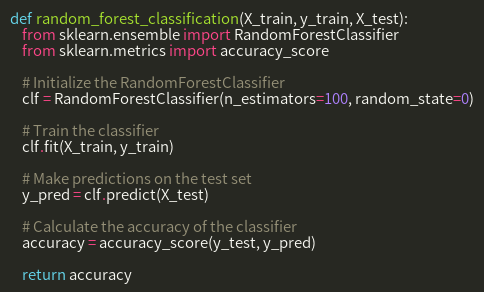 def random_forest_classification(X_train, y_train, X_test):
from sklearn.ensemble import RandomForestClassifier
from sklearn.metrics import accuracy_score
# Initialize the RandomForestClassifier
clf = RandomForestClassifier(n_estimators=100, random_state=0)
# Train the classifier
clf.fit(X_train, y_train)
# Make predictions on the test set
y_pred = clf.predict(X_test)
# Calculate the accuracy of the classifier
accuracy = accuracy_score(y_test, y_pred)
return accuracy